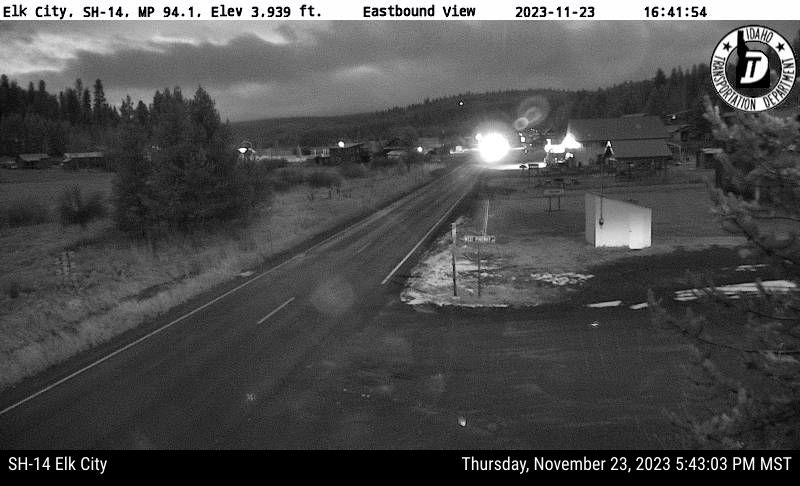 Elk City, SH-14, MP 94.1, Elev 3,939 ft. Eastbound View 2023-11-23 16:41:54
IDAHO
TRANSPORTATION DEPARTMENT
SH-14 Elk City Thursday, November 23, 2023 5:43:03 PM MST